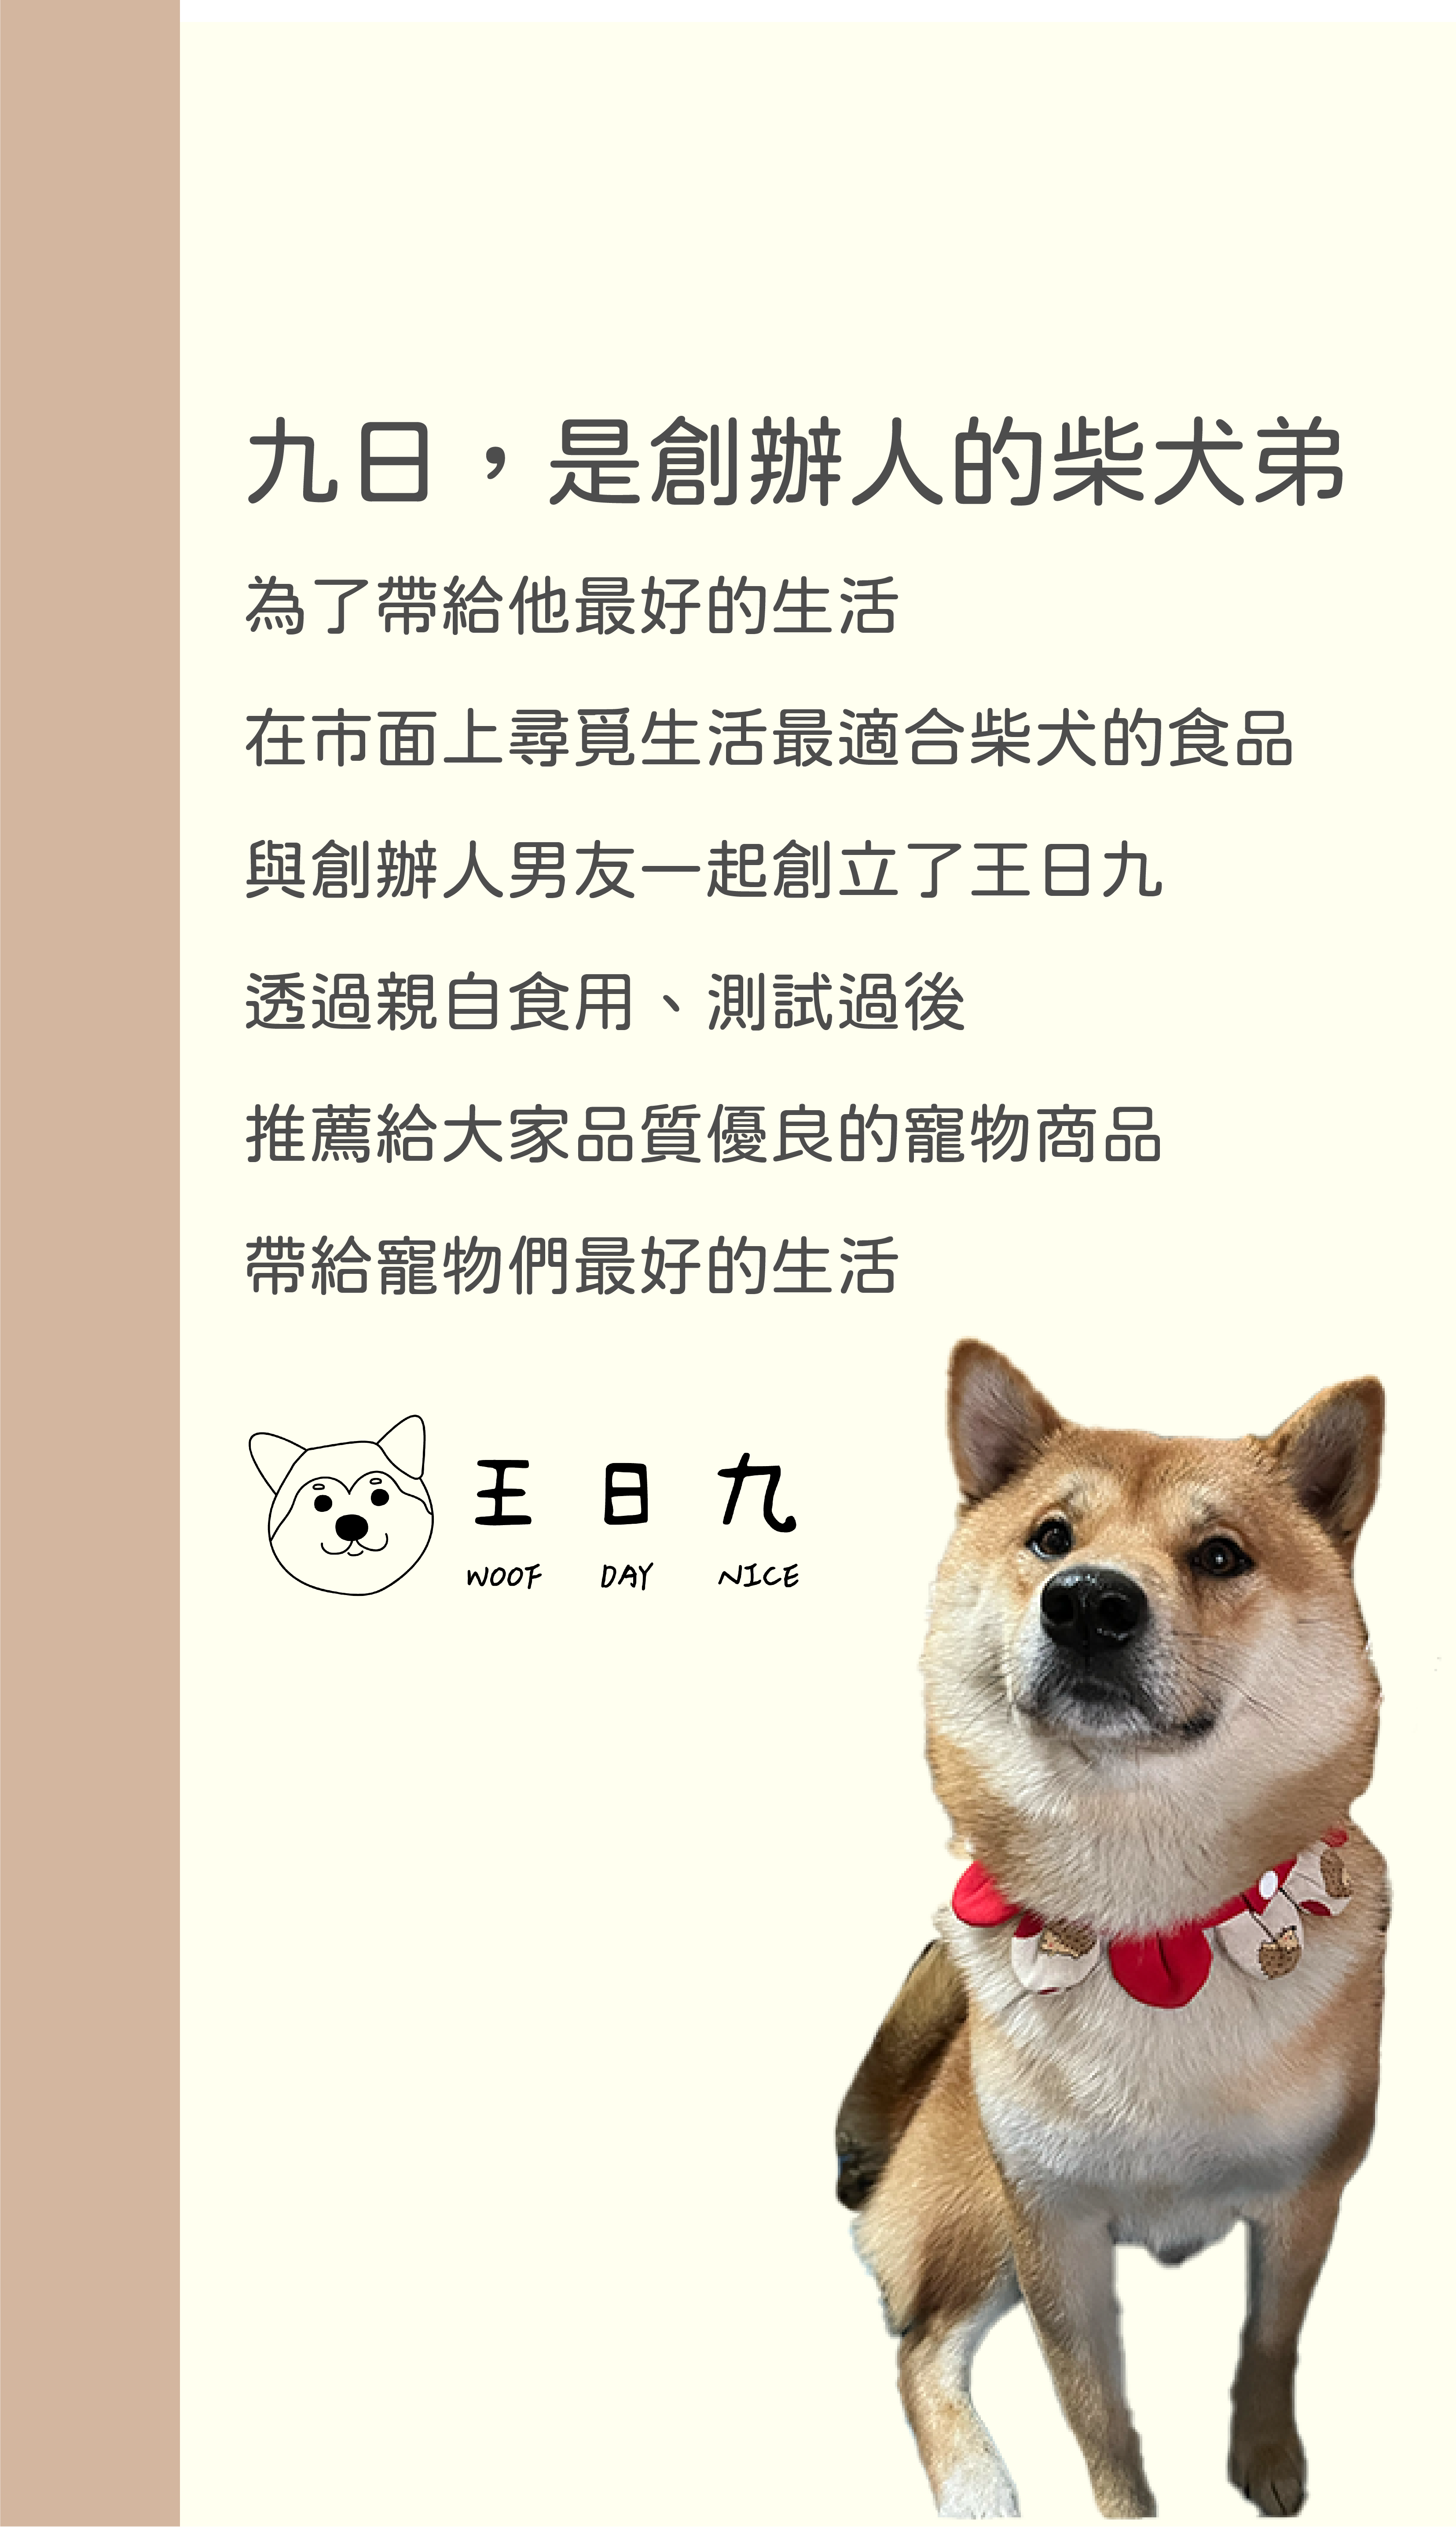 九日，是創辦人的柴犬弟
為了帶給他最好的生活
在市面上尋覓生活最適合柴犬的食品
與創辦人男友一起創立了王日九
透過親自食用、測試過後
推薦給大家品質優良的寵物商品
帶給寵物們最好的生活
王 日 九
WOOF DAY NICE